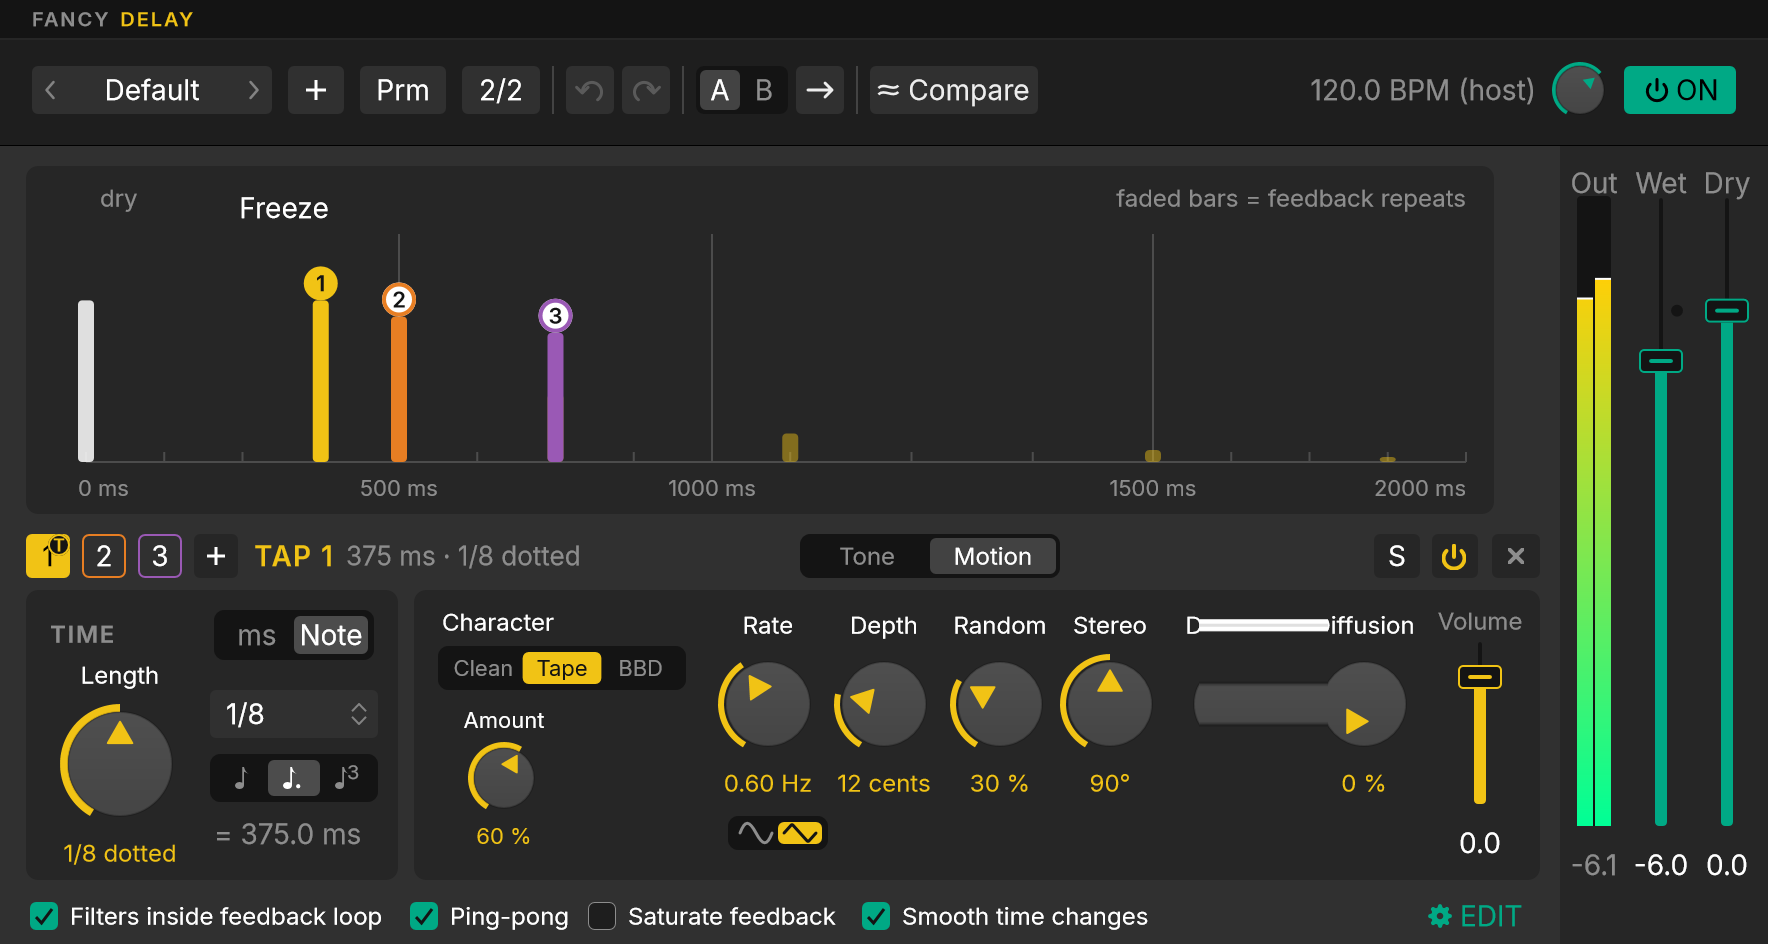 FANCY DELAY
Default + Prm 2/2 A B → ≈ Compare 120.0 BPM (host) ON
dry Freeze faded bars = feedback repeats
1 2 3
0 ms 500 ms 1000 ms 1500 ms 2000 ms
1 T 2 3 + TAP 1 375 ms · 1/8 dotted Tone Motion S ×
TIME ms Note
Length
1/8
3
= 375.0 ms
1/8 dotted
Character
Clean Tape BBD
Amount
60 %
Rate Depth Random Stereo D iffusion Volume
0.60 Hz 12 cents 30 % 90° 0 %
0.0
Filters inside feedback loop Ping-pong Saturate feedback Smooth time changes EDIT
Out Wet Dry
-6.1 -6.0 0.0